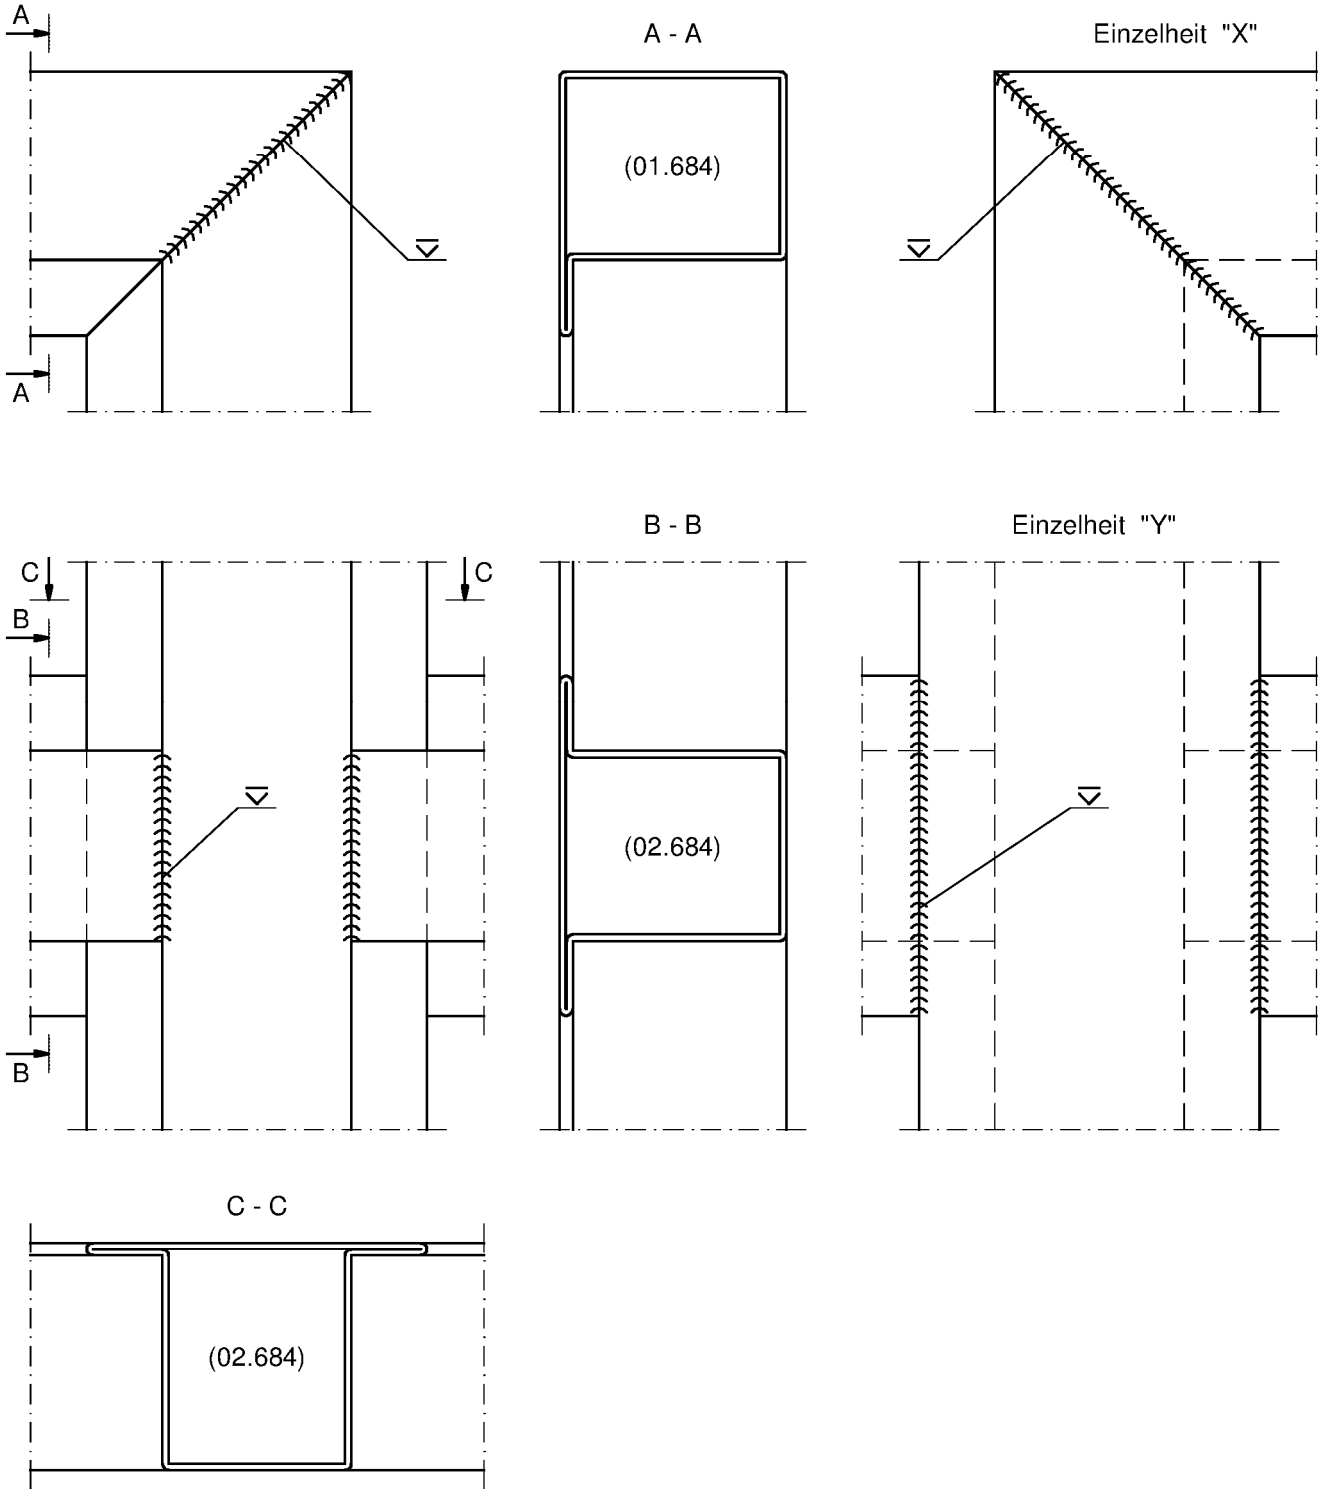 A
A - A
Einzelheit "X"
(01.684)
A
B - B
Einzelheit "Y"
C
C
B
(02.684)
B
C - C
(02.684)